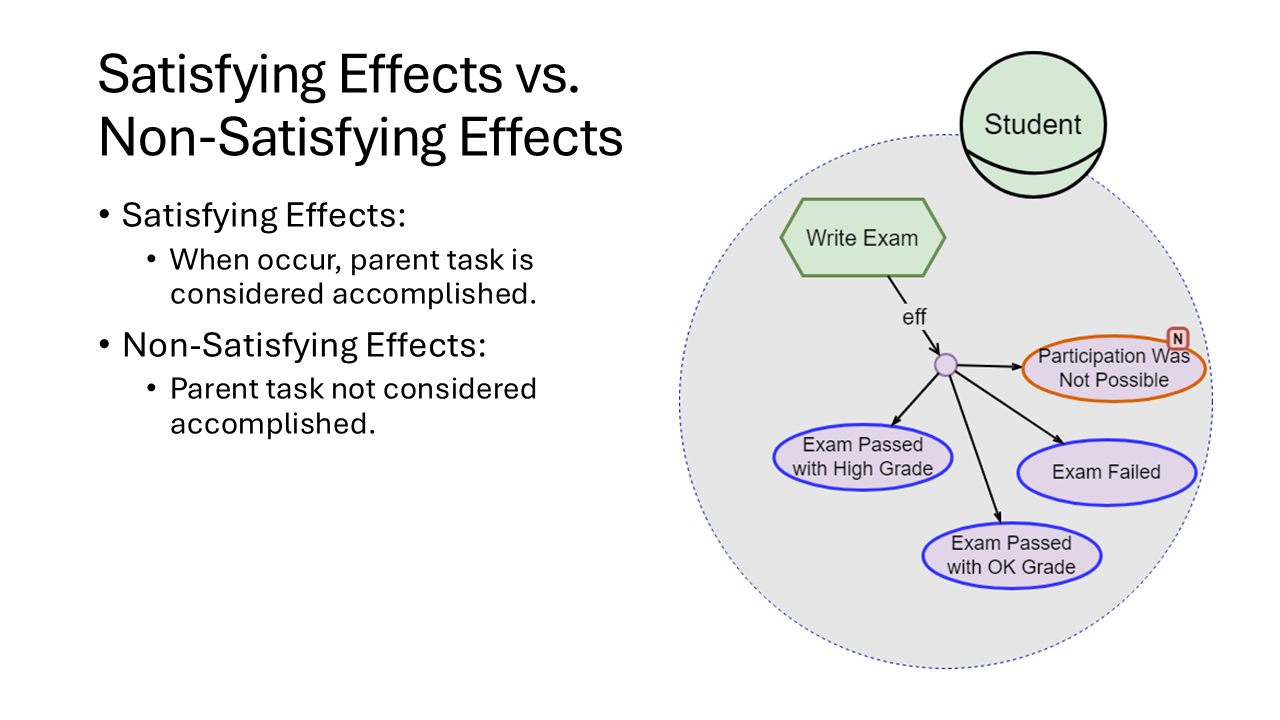 Satisfying Effects vs.
Non-Satisfying Effects
• Satisfying Effects:
• When occur, parent task is
considered accomplished.
• Non-Satisfying Effects:
• Parent task not considered
accomplished.
Student
Write Exam
eff
N
Participation Was
Not Possible
Exam Passed
with High Grade
Exam Failed
Exam Passed
with OK Grade